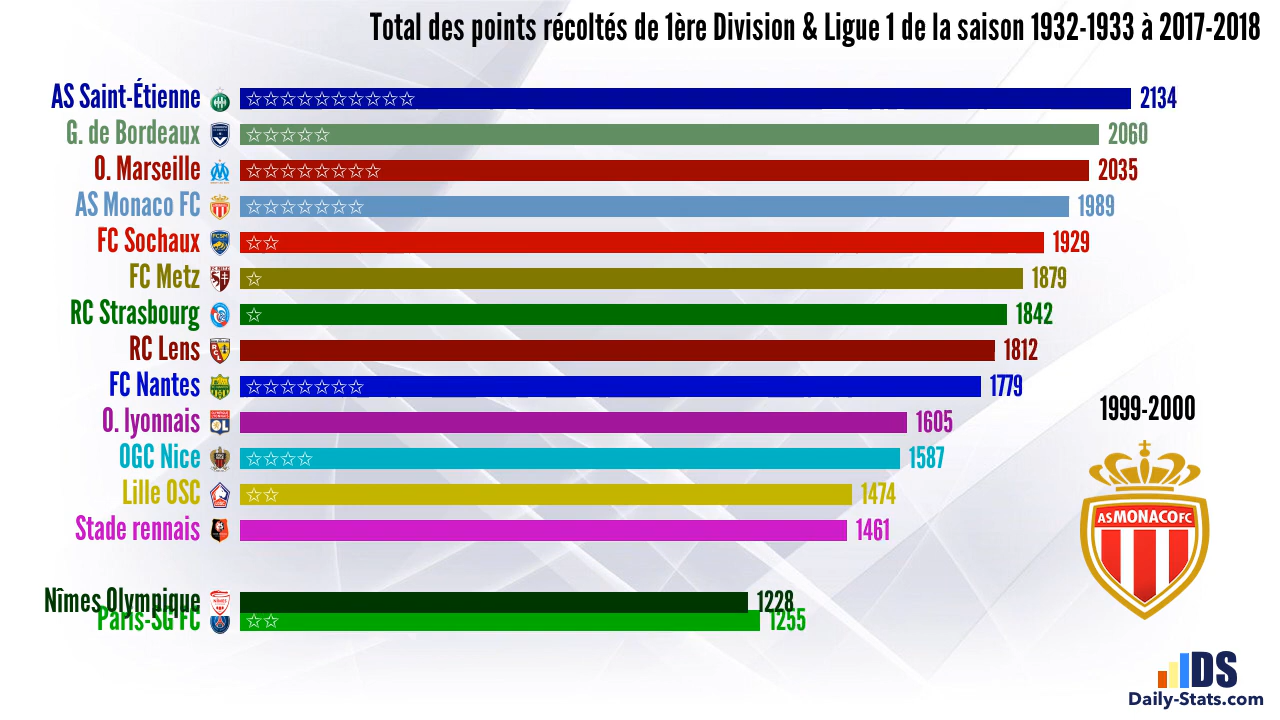 Total des points récoltés de 1ère Division & Ligue 1 de la saison 1932-1933 à 2017-2018
AS Saint-Étienne 2134
G. de Bordeaux 2060
O. Marseille 2035
AS Monaco FC 1989
FC Sochaux 1929
FC Metz 1879
RC Strasbourg 1842
RC Lens 1812
FC Nantes 1779
1999-2000
O. lyonnais 1605
OGC Nice 1587
Lille OSC 1474
Stade rennais 1461
AS MONACO FC
Nîmes Olympique 1228
Paris-SG FC 1255
DS
Daily-Stats.com